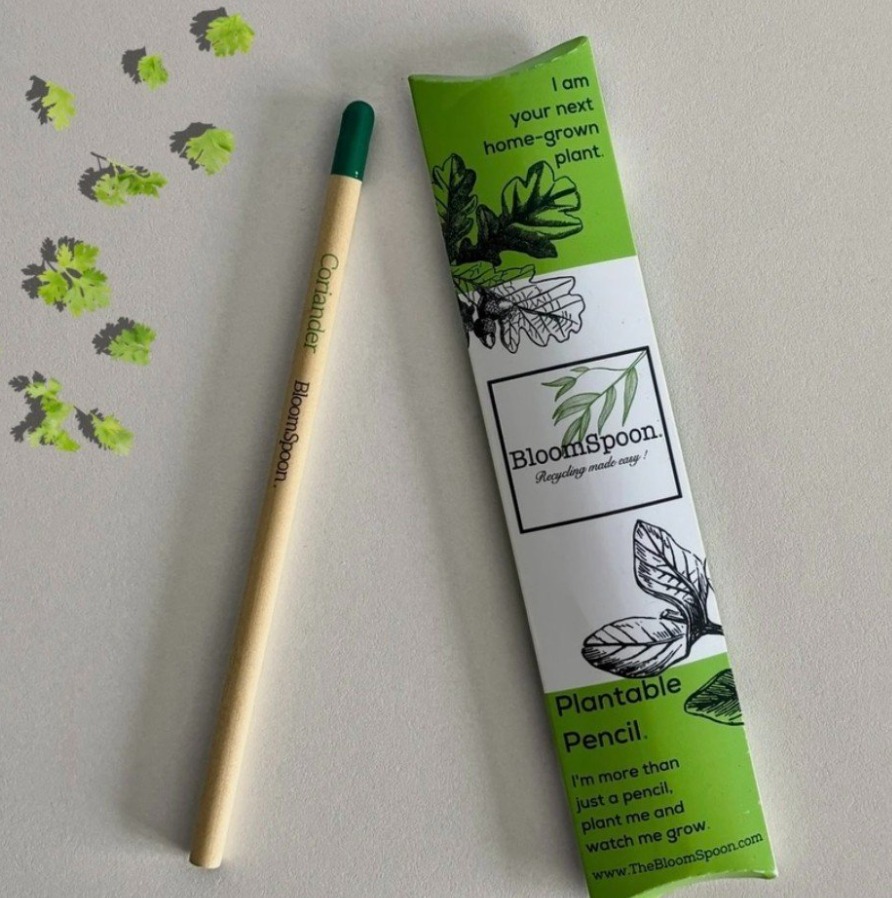 Coriander
BloomSpoon.
I am
your next
home-grown
plant.
BloomSpoon.
Recycling made easy !
Plantable
Pencil.
I'm more than
just a pencil,
plant me and
watch me grow.
www.TheBloomSpoon.com